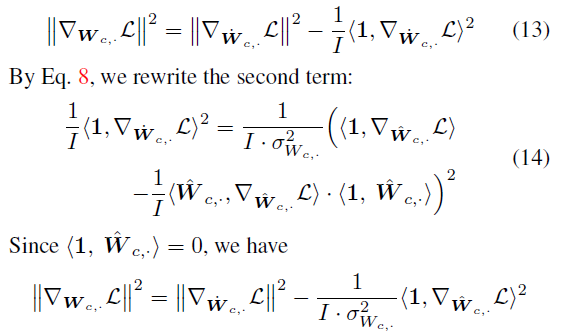 ‖∇_{W_{c,·}} ℒ‖² = ‖∇_{Ẇ_{c,·}} ℒ‖² − 1/I ⟨1, ∇_{Ẇ_{c,·}} ℒ⟩² (13)
By Eq. 8, we rewrite the second term:
1/I ⟨1, ∇_{Ẇ_{c,·}} ℒ⟩² = 1/(I · σ²_{W_{c,·}}) (⟨1, ∇_{Ŵ_{c,·}} ℒ⟩
− 1/I ⟨Ŵ_{c,·}, ∇_{Ŵ_{c,·}} ℒ⟩ · ⟨1, Ŵ_{c,·}⟩)² (14)
Since ⟨1, Ŵ_{c,·}⟩ = 0, we have
‖∇_{W_{c,·}} ℒ‖² = ‖∇_{Ẇ_{c,·}} ℒ‖² − 1/(I · σ²_{W_{c,·}}) ⟨1, ∇_{Ŵ_{c,·}} ℒ⟩²